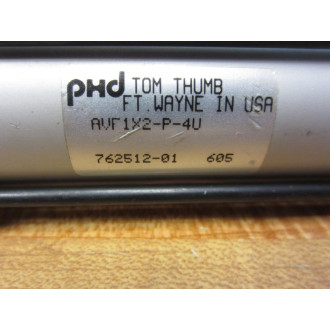 phd TOM THUMB
FT. WAYNE IN USA
AVF1X2-P-4U
762512-01 605